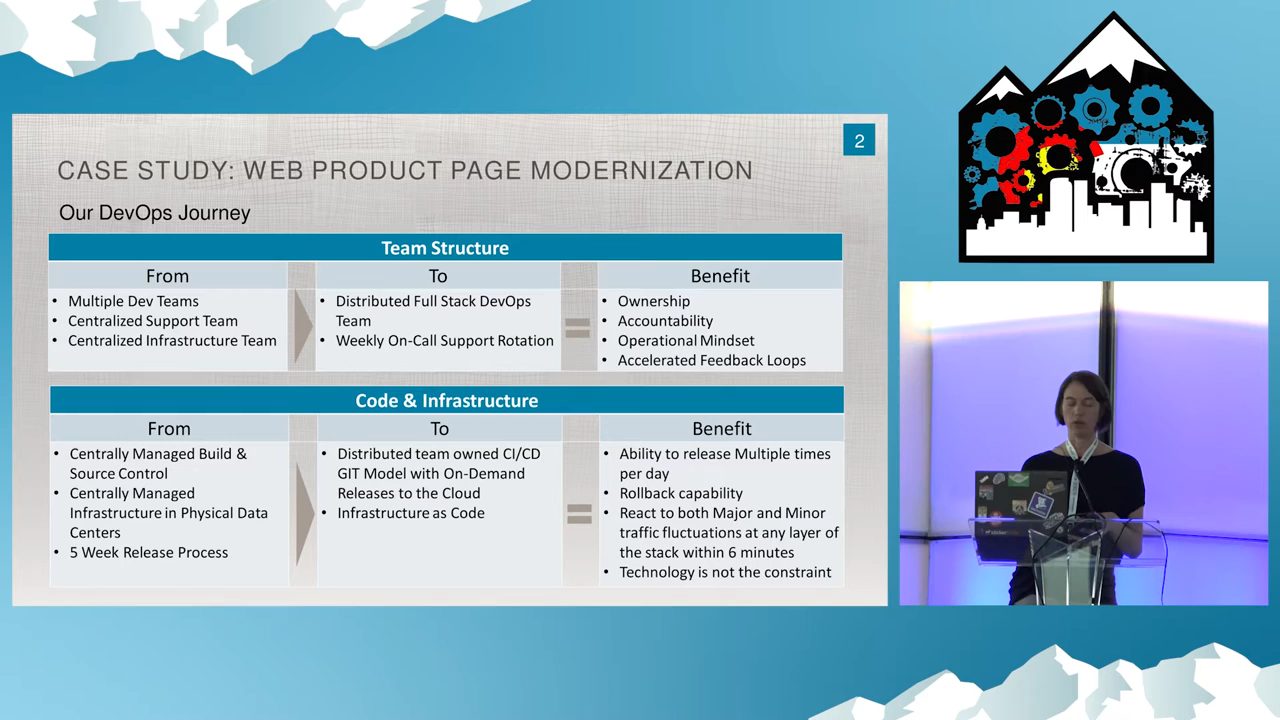 2
CASE STUDY: WEB PRODUCT PAGE MODERNIZATION
Our DevOps Journey
Team Structure
From
• Multiple Dev Teams
• Centralized Support Team
• Centralized Infrastructure Team
To
• Distributed Full Stack DevOps
Team
• Weekly On-Call Support Rotation
Benefit
• Ownership
• Accountability
• Operational Mindset
• Accelerated Feedback Loops
Code & Infrastructure
From
• Centrally Managed Build &
Source Control
• Centrally Managed
Infrastructure in Physical Data
Centers
• 5 Week Release Process
To
• Distributed team owned CI/CD
GIT Model with On-Demand
Releases to the Cloud
• Infrastructure as Code
Benefit
• Ability to release Multiple times
per day
• Rollback capability
• React to both Major and Minor
traffic fluctuations at any layer of
the stack within 6 minutes
• Technology is not the constraint